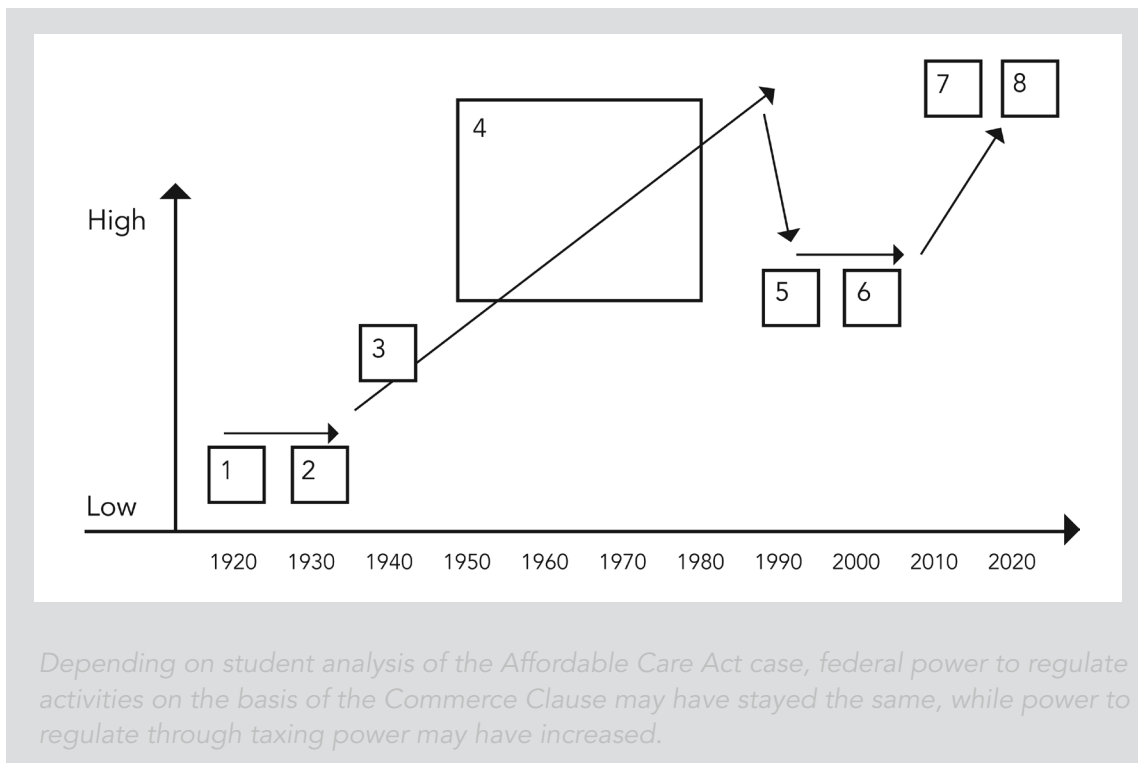 7 8
4
High
5 6
3
1 2
Low
1920 1930 1940 1950 1960 1970 1980 1990 2000 2010 2020
Depending on student analysis of the Affordable Care Act case, federal power to regulate
activities on the basis of the Commerce Clause may have stayed the same, while power to
regulate through taxing power may have increased.